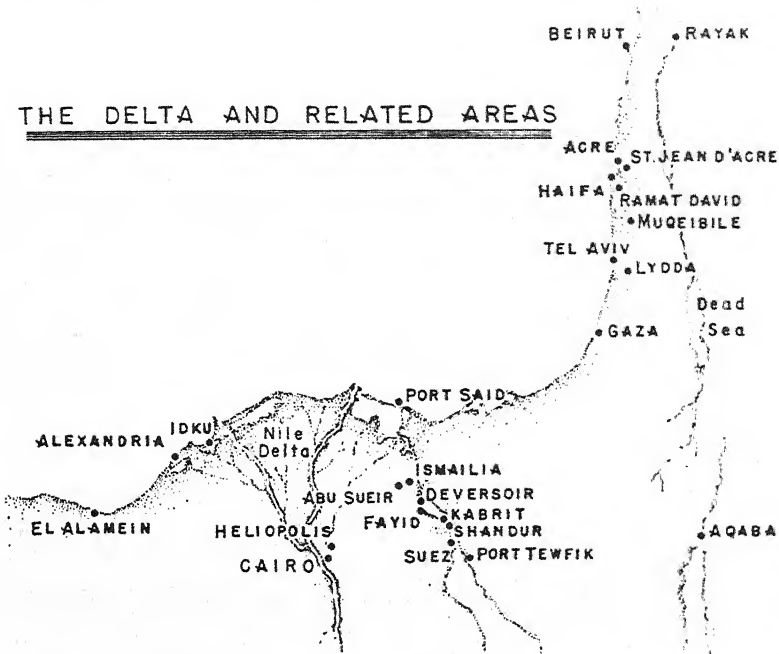 BEIRUT
RAYAK
THE DELTA AND RELATED AREAS
ACRE
ST. JEAN D'ACRE
HAIFA
RAMAT DAVID
MUQEIBILE
TEL AVIV
LYDDA
Dead
Sea
GAZA
PORT SAID
IDKU
ALEXANDRIA
Nile
Delta
ISMAILIA
ABU SUEIR
DEVERSOIR
EL ALAMEIN
FAYID
KABRIT
HELIOPOLIS
SHANDUR
AQABA
CAIRO
SUEZ
PORT TEWFIK